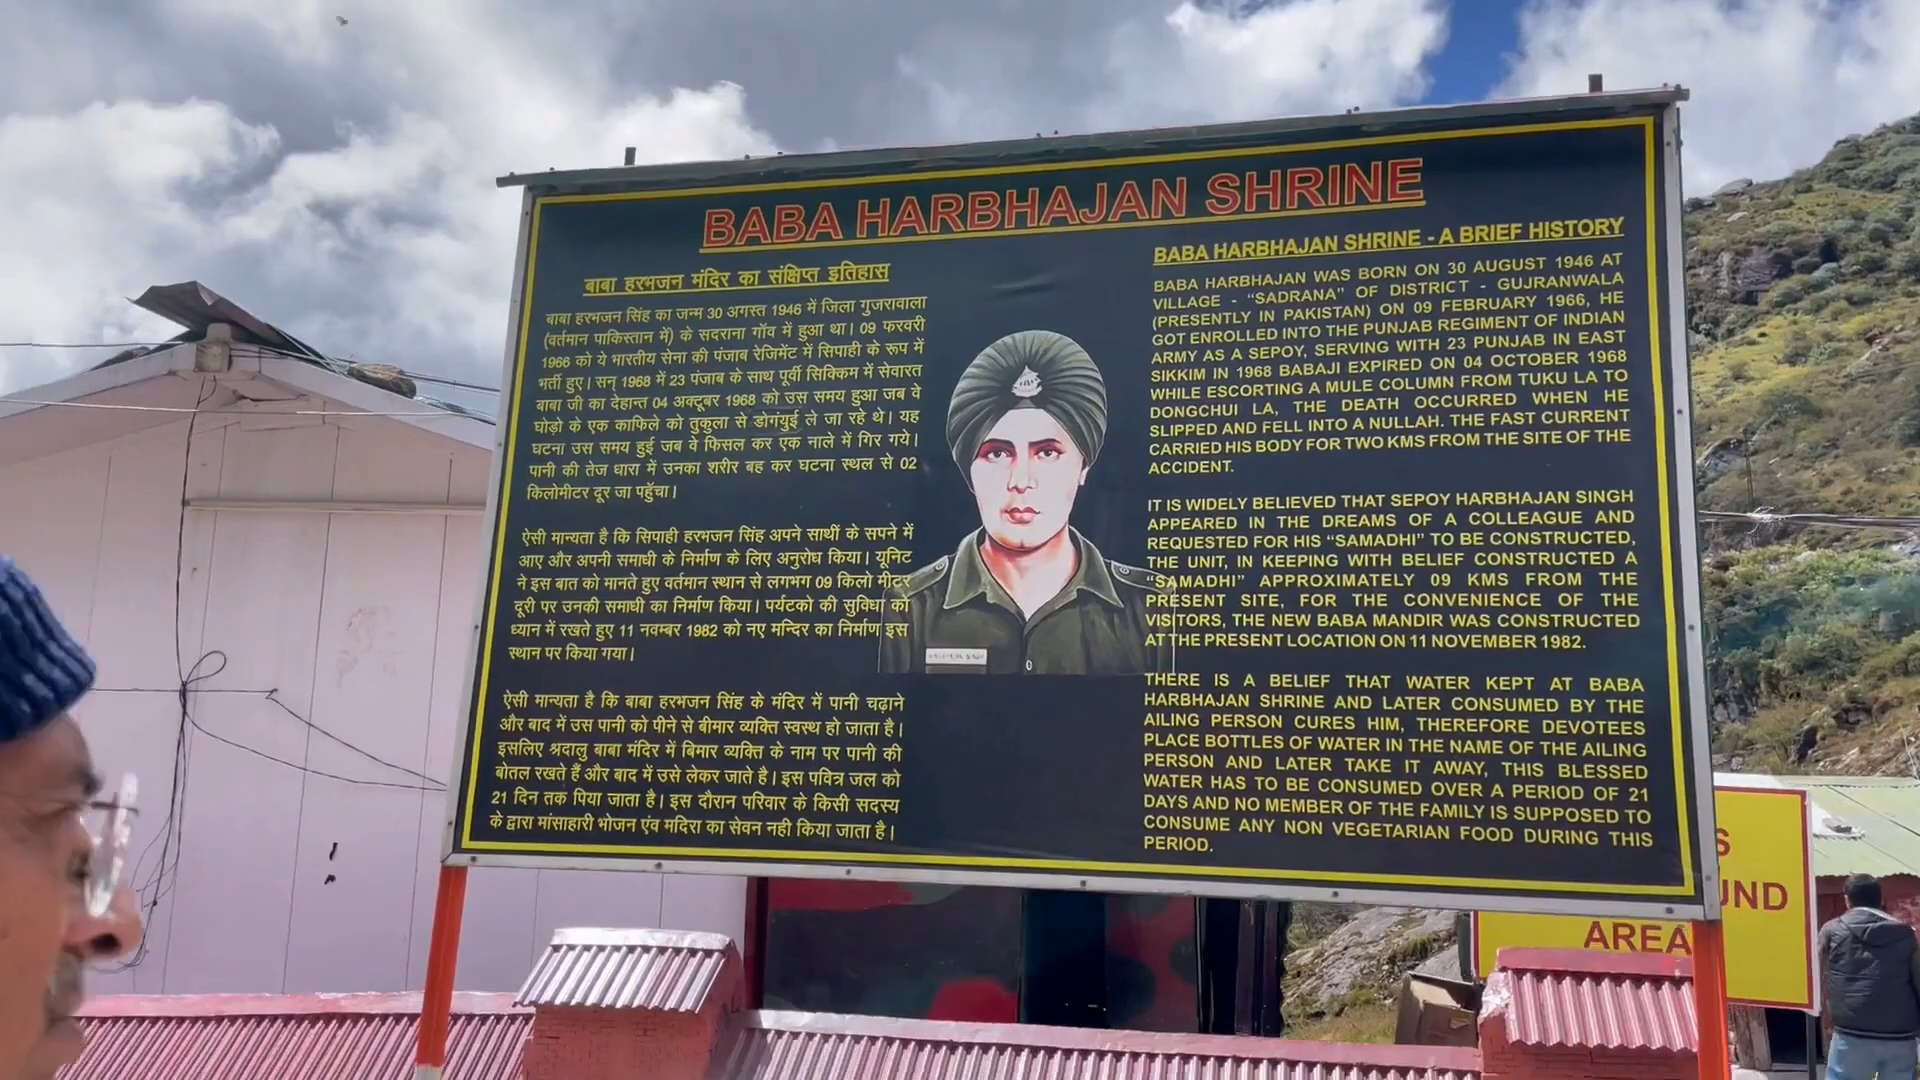 BABA HARBHAJAN SHRINE
बाबा हरभजन मंदिर का संक्षिप्त इतिहास
बाबा हरभजन सिंह का जन्म 30 अगस्त 1946 में जिला गुजरावाला
(वर्तमान पाकिस्तान में) के सदराना गॉव में हुआ था। 09 फरवरी
1966 को ये भारतीय सेना की पंजाब रेजिमेंट में सिपाही के रूप में
भर्ती हुए। सन् 1968 में 23 पंजाब के साथ पूर्वी सिक्किम में सेवारत
बाबा जी का देहान्त 04 अक्टूबर 1968 को उस समय हुआ जब वे
घोड़ो के एक काफिले को तुकुला से डोगंयुई ले जा रहे थे। यह
घटना उस समय हुई जब वे फिसल कर एक नाले में गिर गये।
पानी की तेज धारा में उनका शरीर बह कर घटना स्थल से 02
किलोमीटर दूर जा पहुॅचा।
ऐसी मान्यता है कि सिपाही हरभजन सिंह अपने साथीं के सपने में
आए और अपनी समाधी के निर्माण के लिए अनुरोध किया। यूनिट
ने इस बात को मानते हुए वर्तमान स्थान से लगभग 09 किलो मीटर
दूरी पर उनकी समाधी का निर्माण किया। पर्यटको की सुविधा को
ध्यान में रखते हुए 11 नवम्बर 1982 को नए मन्दिर का निर्माण इस
स्थान पर किया गया।
ऐसी मान्यता है कि बाबा हरभजन सिंह के मंदिर में पानी चढ़ाने
और बाद में उस पानी को पीने से बीमार व्यक्ति स्वस्थ हो जाता है।
इसलिए श्रदालु बाबा मंदिर में बिमार व्यक्ति के नाम पर पानी की
बोतल रखते हैं और बाद में उसे लेकर जाते है। इस पवित्र जल को
21 दिन तक पिया जाता है। इस दौरान परिवार के किसी सदस्य
के द्वारा मांसाहारी भोजन एंव मदिरा का सेवन नही किया जाता है।
BABA HARBHAJAN SHRINE - A BRIEF HISTORY
BABA HARBHAJAN WAS BORN ON 30 AUGUST 1946 AT
VILLAGE - “SADRANA” OF DISTRICT - GUJRANWALA
(PRESENTLY IN PAKISTAN) ON 09 FEBRUARY 1966, HE
GOT ENROLLED INTO THE PUNJAB REGIMENT OF INDIAN
ARMY AS A SEPOY, SERVING WITH 23 PUNJAB IN EAST
SIKKIM IN 1968 BABAJI EXPIRED ON 04 OCTOBER 1968
WHILE ESCORTING A MULE COLUMN FROM TUKU LA TO
DONGCHUI LA, THE DEATH OCCURRED WHEN HE
SLIPPED AND FELL INTO A NULLAH. THE FAST CURRENT
CARRIED HIS BODY FOR TWO KMS FROM THE SITE OF THE
ACCIDENT.
IT IS WIDELY BELIEVED THAT SEPOY HARBHAJAN SINGH
APPEARED IN THE DREAMS OF A COLLEAGUE AND
REQUESTED FOR HIS “SAMADHI” TO BE CONSTRUCTED,
THE UNIT, IN KEEPING WITH BELIEF CONSTRUCTED A
“SAMADHI” APPROXIMATELY 09 KMS FROM THE
PRESENT SITE, FOR THE CONVENIENCE OF THE
VISITORS, THE NEW BABA MANDIR WAS CONSTRUCTED
AT THE PRESENT LOCATION ON 11 NOVEMBER 1982.
THERE IS A BELIEF THAT WATER KEPT AT BABA
HARBHAJAN SHRINE AND LATER CONSUMED BY THE
AILING PERSON CURES HIM, THEREFORE DEVOTEES
PLACE BOTTLES OF WATER IN THE NAME OF THE AILING
PERSON AND LATER TAKE IT AWAY, THIS BLESSED
WATER HAS TO BE CONSUMED OVER A PERIOD OF 21
DAYS AND NO MEMBER OF THE FAMILY IS SUPPOSED TO
CONSUME ANY NON VEGETARIAN FOOD DURING THIS
PERIOD.
AREA